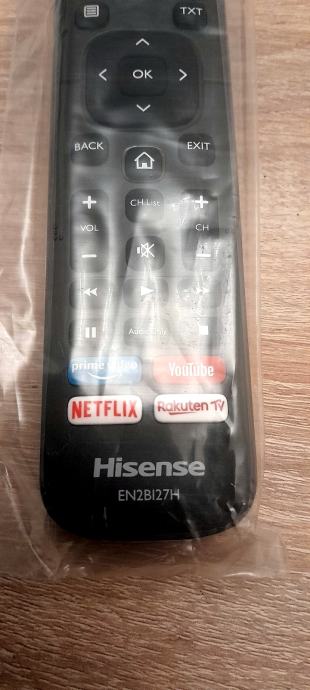 TXT
OK
BACK
EXIT
+ CH.List +
VOL CH
− −
Audio Only
prime video YouTube
NETFLIX Rakuten TV
Hisense
EN2BI27H